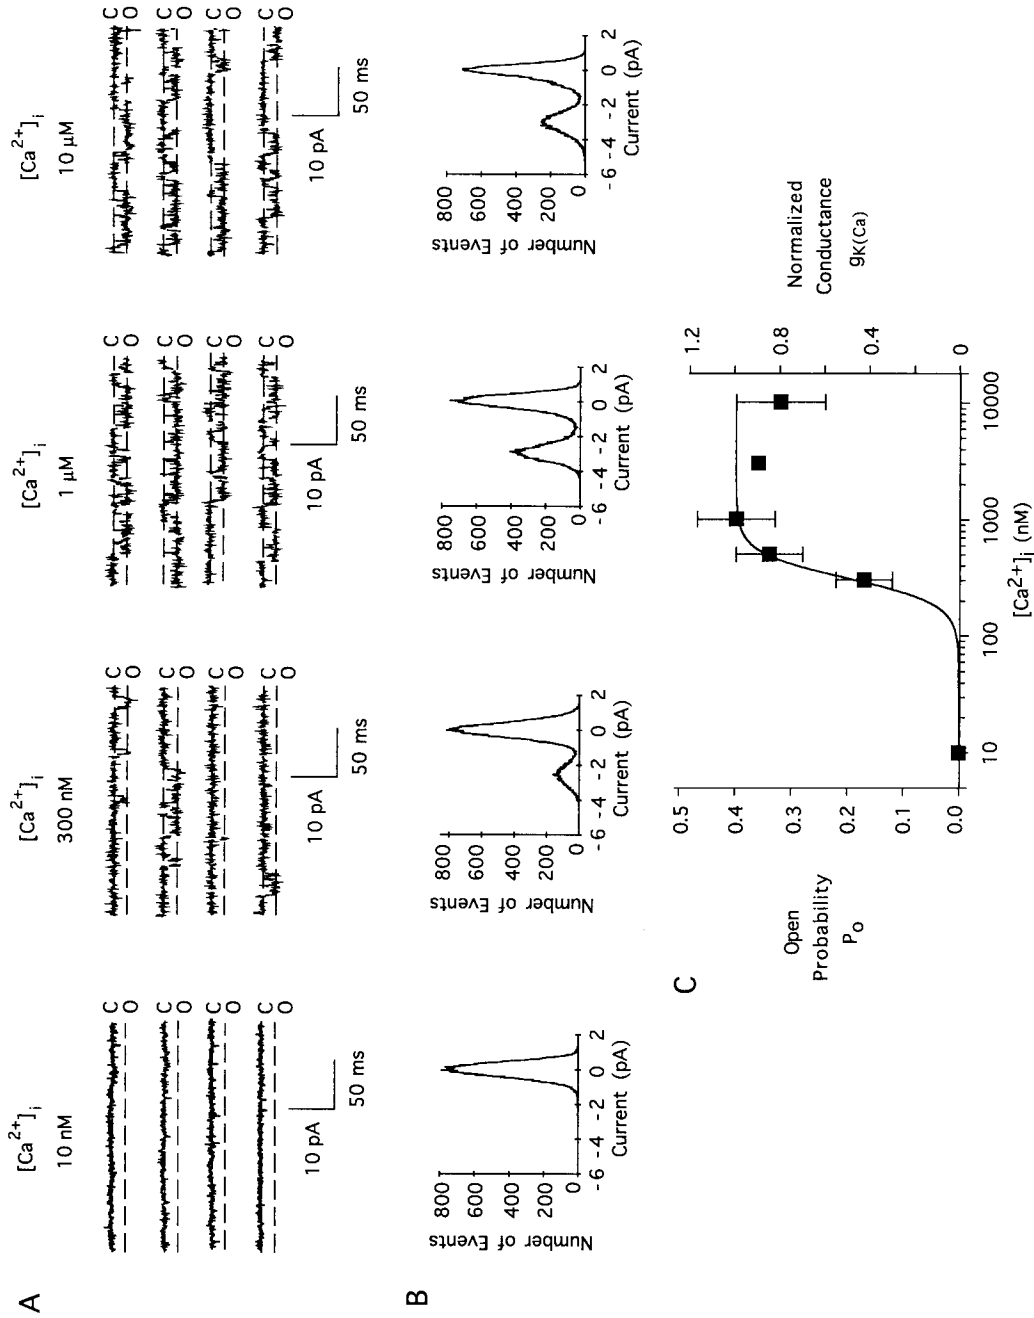 A
[Ca2+]i
10 nM
[Ca2+]i
300 nM
[Ca2+]i
1 µM
[Ca2+]i
10 µM
C
O
C
O
C
O
C
O
C
O
C
O
C
O
C
O
C
O
C
O
C
O
C
O
C
O
C
O
C
O
C
O
10 pA
50 ms
10 pA
50 ms
10 pA
50 ms
10 pA
50 ms
B
Number of Events
800
600
400
200
0
-6 -4 -2 0 2
Current (pA)
Number of Events
800
600
400
200
0
-6 -4 -2 0 2
Current (pA)
Number of Events
800
600
400
200
0
-6 -4 -2 0 2
Current (pA)
Number of Events
800
600
400
200
0
-6 -4 -2 0 2
Current (pA)
C
Open
Probability
Po
0.5
0.4
0.3
0.2
0.1
0.0
10 100 1000 10000
[Ca2+]i (nM)
1.2
0.8
0.4
0
Normalized
Conductance
gK(Ca)